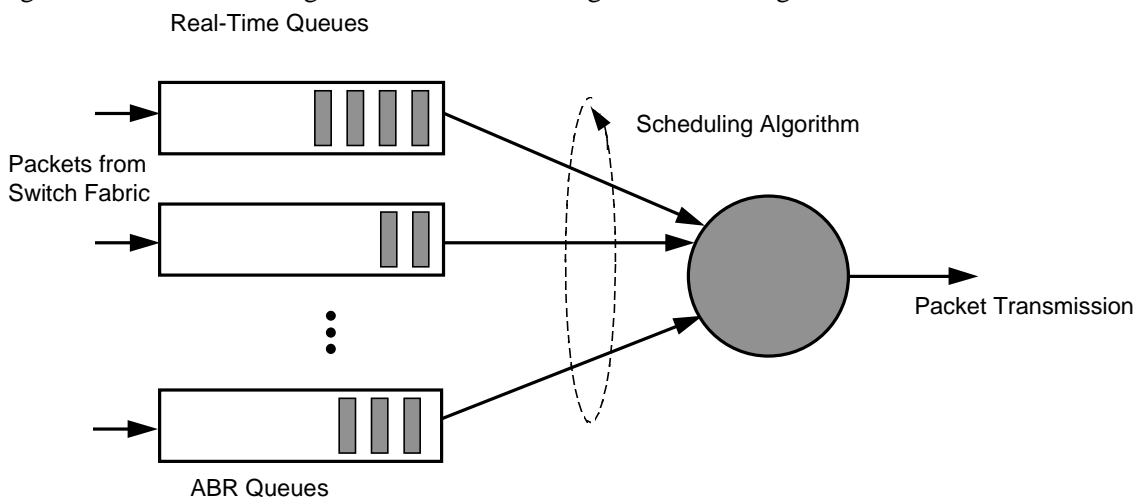 Real-Time Queues
Scheduling Algorithm
Packets from
Switch Fabric
Packet Transmission
ABR Queues